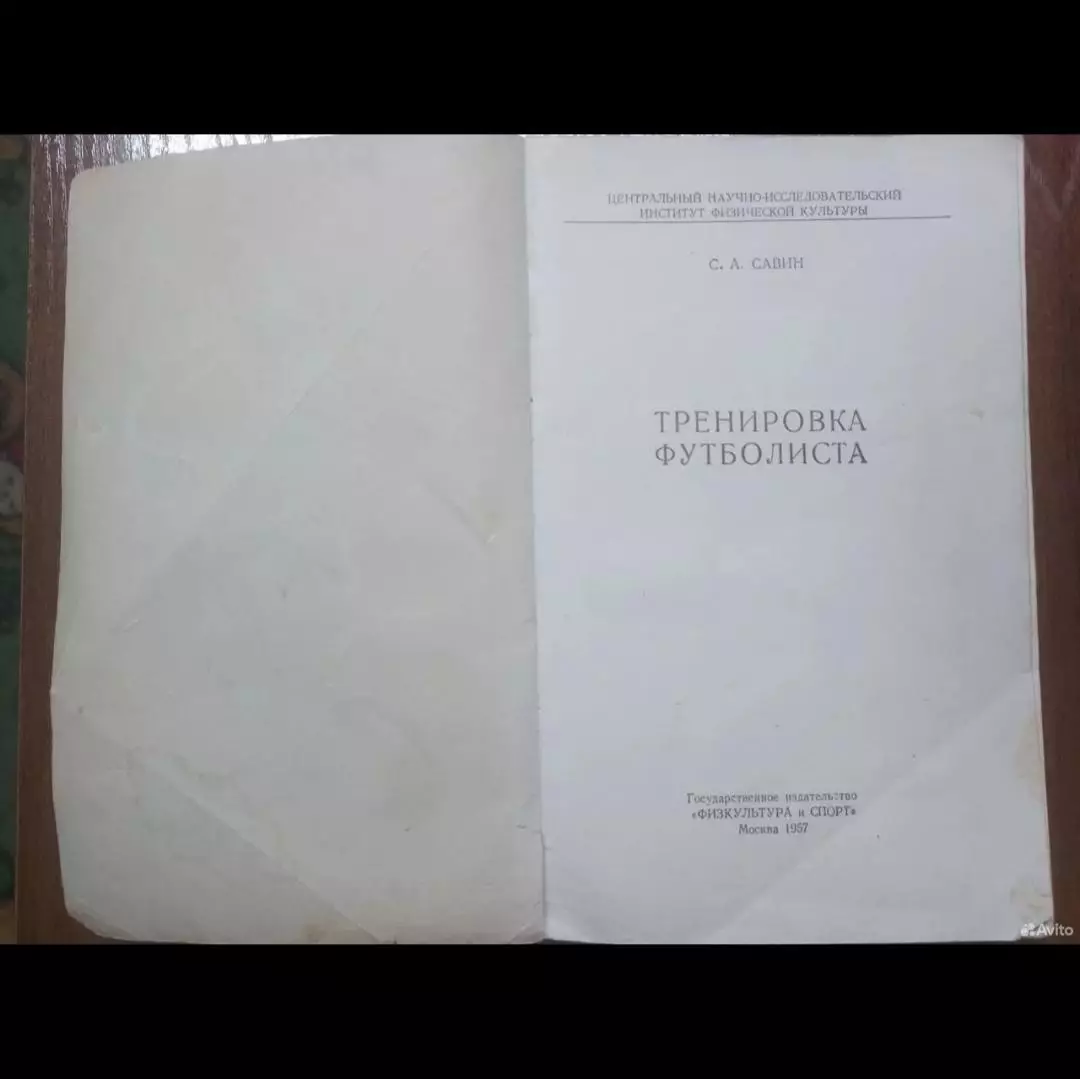 ЦЕНТРАЛЬНЫЙ НАУЧНО-ИССЛЕДОВАТЕЛЬСКИЙ
ИНСТИТУТ ФИЗИЧЕСКОЙ КУЛЬТУРЫ
С. А. САВИН
ТРЕНИРОВКА
ФУТБОЛИСТА
Государственное издательство
«ФИЗКУЛЬТУРА и СПОРТ»
Москва 1957
Avito